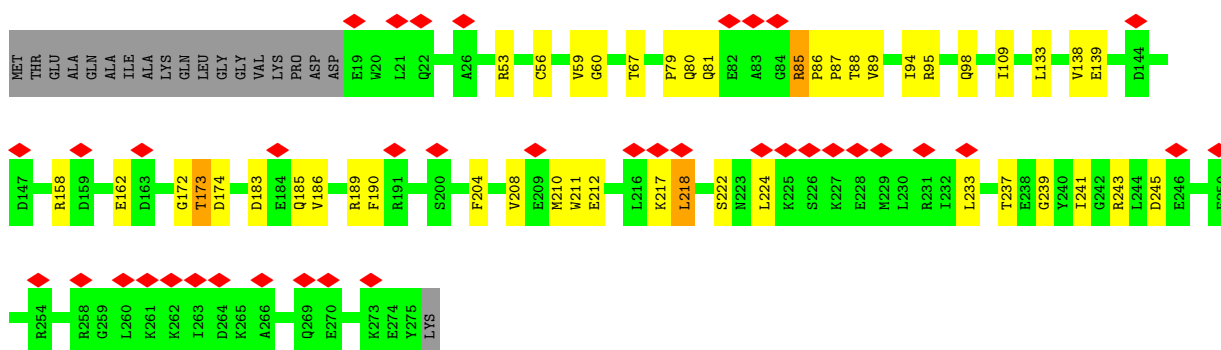 MET THR GLU ALA GLN ALA ILE ALA LYS GLN LEU GLY GLY VAL LYS PRO ASP ASP E19 W20 L21 Q22 A26 R53 C56 V59 G60 T67 P79 Q80 Q81 E82 A83 G84 R85 P86 P87 T88 V89 I94 R95 Q98 I109 L133 V138 E139 D144
D147 R158 D159 E162 D163 G172 T173 D174 D183 E184 Q185 V186 R189 F190 R191 S200 F204 V208 E209 M210 W211 E212 L216 K217 L218 S222 N223 L224 K225 S226 K227 E228 M229 L230 R231 I232 L233 T237 E238 G239 Y240 I241 G242 R243 L244 D245 E246
R254 R258 G259 L260 K261 K262 I263 D264 K265 A266 Q269 E270 K273 E274 Y275 LYS